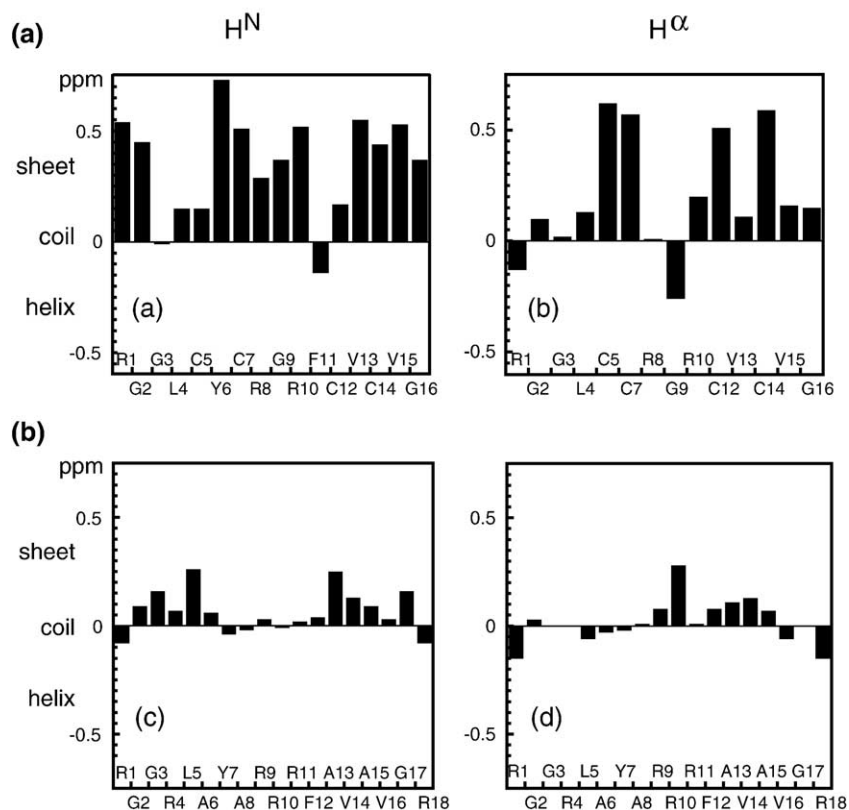 (a)
H^N
H^α
ppm
0.5
sheet
coil
0
helix
-0.5
(a)
R1 G3 C5 C7 G9 F11 V13 V15
G2 L4 Y6 R8 R10 C12 C14 G16
0.5
0
-0.5
(b)
R1 G3 C5 R8 R10 V13 V15
G2 L4 C7 G9 C12 C14 G16
(b)
ppm
0.5
sheet
coil
0
helix
-0.5
(c)
R1 G3 L5 Y7 R9 R11 A13 A15 G17
G2 R4 A6 A8 R10 F12 V14 V16 R18
0.5
0
-0.5
(d)
R1 G3 L5 Y7 R9 R11 A13 A15 G17
G2 R4 A6 A8 R10 F12 V14 V16 R18